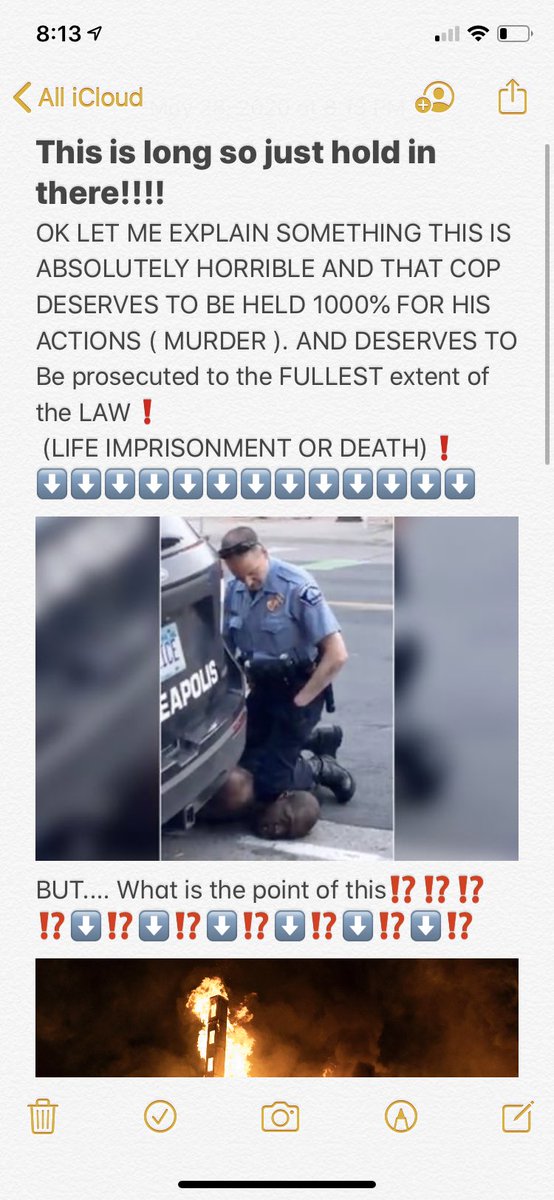 8:13
All iCloud
This is long so just hold in
there!!!!
OK LET ME EXPLAIN SOMETHING THIS IS
ABSOLUTELY HORRIBLE AND THAT COP
DESERVES TO BE HELD 1000% FOR HIS
ACTIONS ( MURDER ). AND DESERVES TO
Be prosecuted to the FULLEST extent of
the LAW❗
(LIFE IMPRISONMENT OR DEATH)❗
⬇️⬇️⬇️⬇️⬇️⬇️⬇️⬇️⬇️⬇️⬇️⬇️⬇️
ICE
EAPOLIS
BUT.... What is the point of this⁉️⁉️⁉️
⁉️⬇️⁉️⬇️⁉️⬇️⁉️⬇️⁉️⬇️⁉️⬇️⁉️